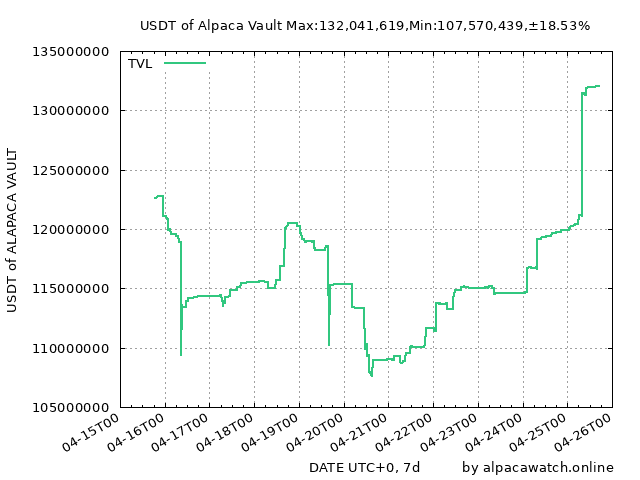 USDT of Alpaca Vault Max:132,041,619,Min:107,570,439,±18.53%
TVL
USDT of ALAPACA VAULT
135000000
130000000
125000000
120000000
115000000
110000000
105000000
04-15T00
04-16T00
04-17T00
04-18T00
04-19T00
04-20T00
04-21T00
04-22T00
04-23T00
04-24T00
04-25T00
04-26T00
DATE UTC+0, 7d
by alpacawatch.online